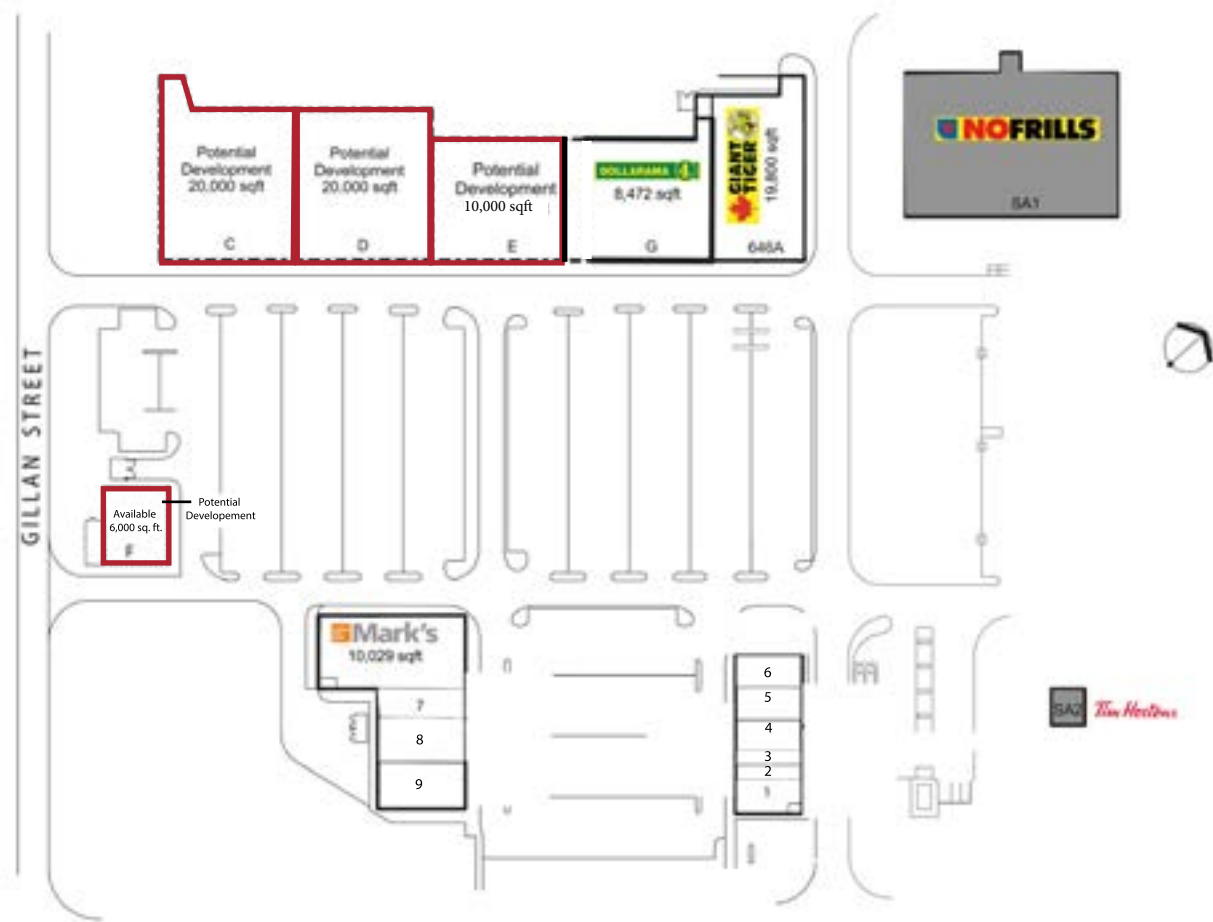 Potential
Development
20,000 sqft
C
Potential
Development
20,000 sqft
D
Potential
Development
10,000 sqft
E
DOLLARAMA
8,472 sqft
G
GIANT
TIGER
19,800 sqft
646A
NOFRILLS
SA1
GILLAN STREET
Available
6,000 sq. ft.
Potential
Developement
Mark's
10,029 sqft
7
8
9
6
5
4
3
2
1
SA2
Tim Hortons